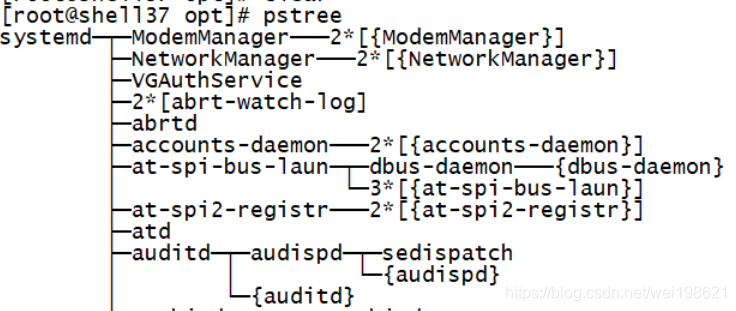 [root@shell37 opt]# pstree
systemd─┬─ModemManager───2*[{ModemManager}]
        ├─NetworkManager───2*[{NetworkManager}]
        ├─VGAuthService
        ├─2*[abrt-watch-log]
        ├─abrtd
        ├─accounts-daemon───2*[{accounts-daemon}]
        ├─at-spi-bus-laun─┬─dbus-daemon───{dbus-daemon}
        │                 └─3*[{at-spi-bus-laun}]
        ├─at-spi2-registr───2*[{at-spi2-registr}]
        ├─atd
        ├─auditd─┬─audispd─┬─sedispatch
        │        │         └─{audispd}
        │        └─{auditd}
https://blog.csdn.net/wei198621